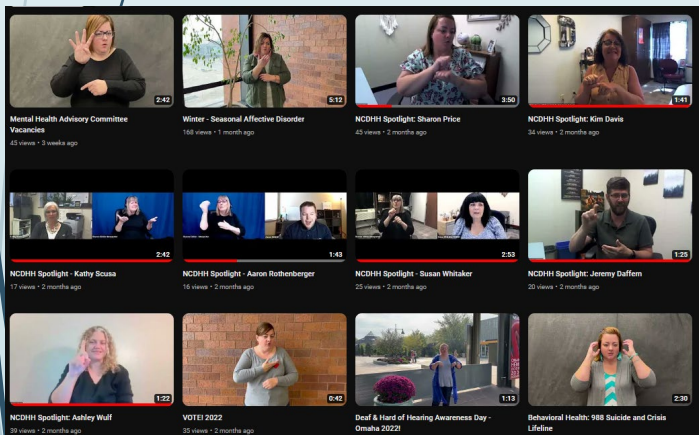 2:42
5:12
3:50
1:41
Mental Health Advisory Committee
Vacancies
45 views • 3 weeks ago
Winter - Seasonal Affective Disorder
168 views • 1 month ago
NCDHH Spotlight: Sharon Price
45 views • 2 months ago
NCDHH Spotlight: Kim Davis
34 views • 2 months ago
2:42
1:43
2:53
1:25
NCDHH Spotlight - Kathy Scusa
17 views • 2 months ago
NCDHH Spotlight - Aaron Rothenberger
16 views • 2 months ago
NCDHH Spotlight - Susan Whitaker
25 views • 2 months ago
NCDHH Spotlight: Jeremy Daffern
20 views • 2 months ago
1:22
0:42
1:13
2:30
NCDHH Spotlight: Ashley Wulf
39 views • 2 months ago
VOTE! 2022
35 views • 2 months ago
Deaf & Hard of Hearing Awareness Day -
Omaha 2022!
Behavioral Health: 988 Suicide and Crisis
Lifeline